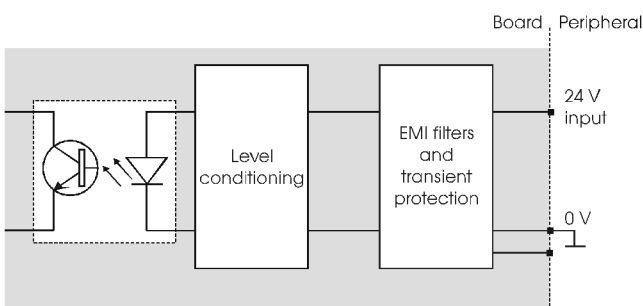 Board Peripheral
24 V
input
EMI filters
and
transient
protection
Level
conditioning
0 V